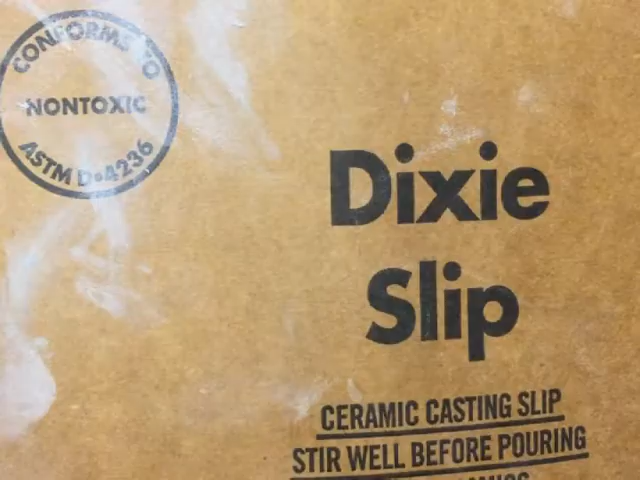 CONFORMS TO
NONTOXIC
ASTM D-4236
Dixie
Slip
CERAMIC CASTING SLIP
STIR WELL BEFORE POURING